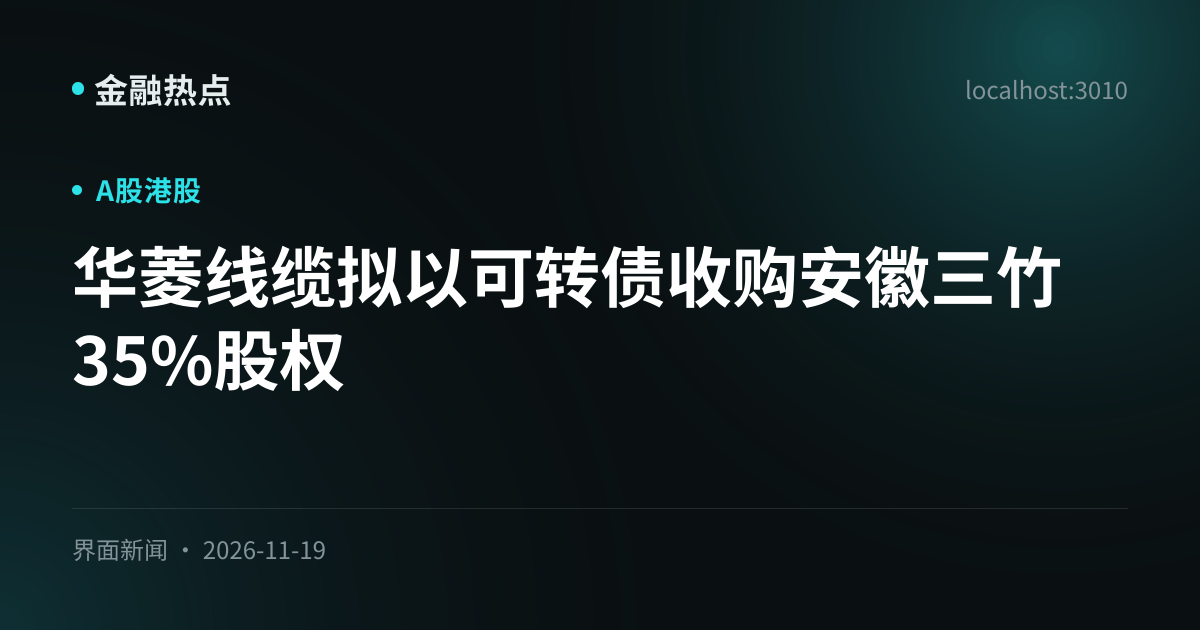 金融热点
localhost:3010
A股港股
华菱线缆拟以可转债收购安徽三竹
35%股权
界面新闻 • 2026-11-19